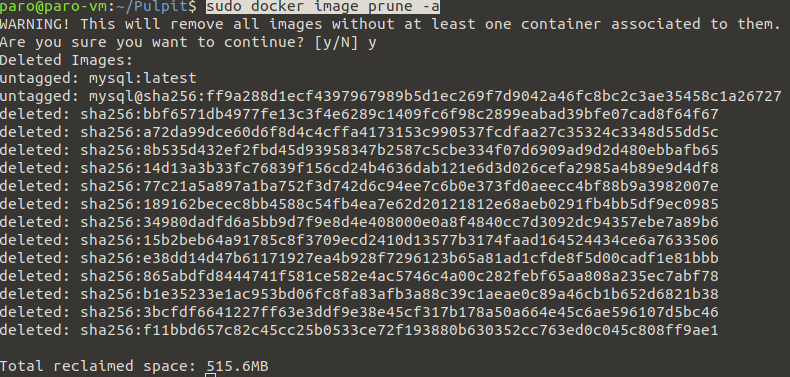 paro@paro-vm:~/Pulpit$ sudo docker image prune -a
WARNING! This will remove all images without at least one container associated to them.
Are you sure you want to continue? [y/N] y
Deleted Images:
untagged: mysql:latest
untagged: mysql@sha256:ff9a288d1ecf4397967989b5d1ec269f7d9042a46fc8bc2c3ae35458c1a26727
deleted: sha256:bbf6571db4977fe13c3f4e6289c1409fc6f98c2899eabad39bfe07cad8f64f67
deleted: sha256:a72da99dce60d6f8d4c4cffa4173153c990537fcdfaa27c35324c3348d55dd5c
deleted: sha256:8b535d432ef2fbd45d93958347b2587c5cbe334f07d6909ad9d2d480ebbafb65
deleted: sha256:14d13a3b33fc76839f156cd24b4636dab121e6d3d026cefa2985a4b89e9d4df8
deleted: sha256:77c21a5a897a1ba752f3d742d6c94ee7c6b0e373fd0aeecc4bf88b9a3982007e
deleted: sha256:189162becec8bb4588c54fb4ea7e62d20121812e68aeb0291fb4bb5df9ec0985
deleted: sha256:34980dadfd6a5bb9d7f9e8d4e408000e0a8f4840cc7d3092dc94357ebe7a89b6
deleted: sha256:15b2beb64a91785c8f3709ecd2410d13577b3174faad164524434ce6a7633506
deleted: sha256:e38dd14d47b61171927ea4b928f7296123b65a81ad1cfde8f5d00cadf1e81bbb
deleted: sha256:865abdfd8444741f581ce582e4ac5746c4a00c282febf65aa808a235ec7abf78
deleted: sha256:b1e35233e1ac953bd06fc8fa83afb3a88c39c1aeae0c89a46cb1b652d6821b38
deleted: sha256:3bcfdf6641227ff63e3ddf9e38e45cf317b178a50a664e45c6ae596107d5bc46
deleted: sha256:f11bbd657c82c45cc25b0533ce72f193880b630352cc763ed0c045c808ff9ae1
Total reclaimed space: 515.6MB